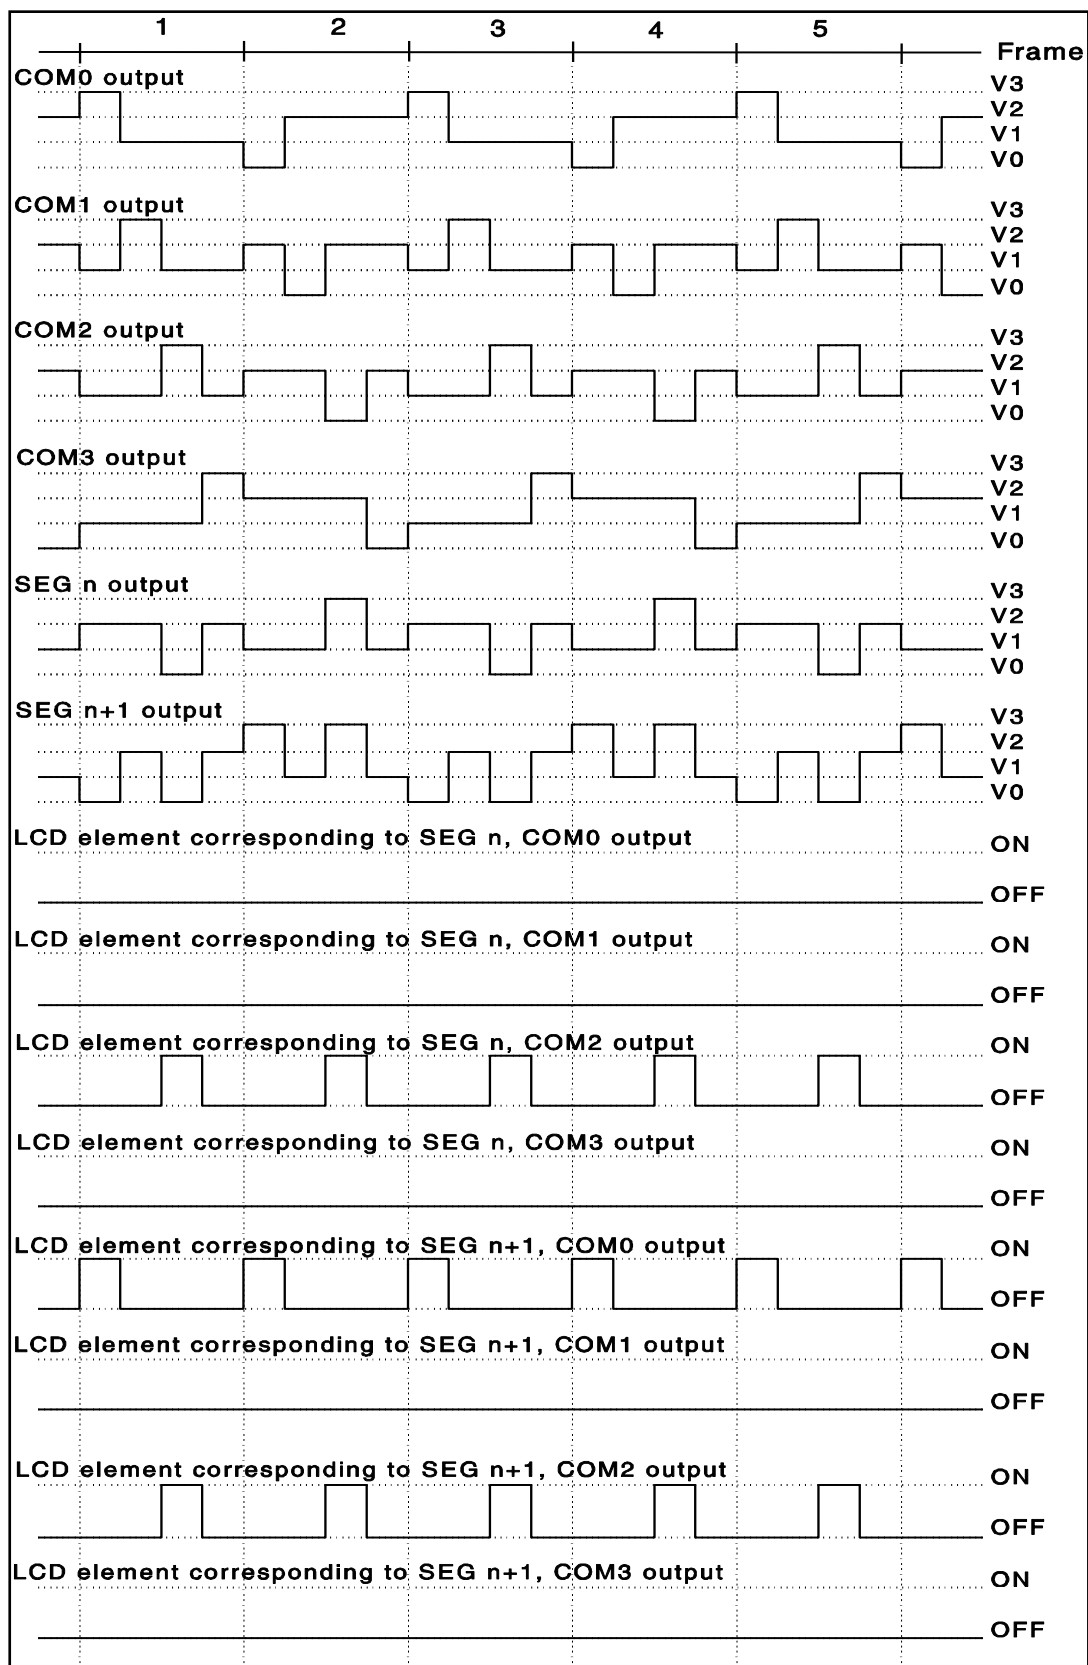 1 2 3 4 5
Frame
COM0 output
V3
V2
V1
V0
COM1 output
V3
V2
V1
V0
COM2 output
V3
V2
V1
V0
COM3 output
V3
V2
V1
V0
SEG n output
V3
V2
V1
V0
SEG n+1 output
V3
V2
V1
V0
LCD element corresponding to SEG n, COM0 output
ON
OFF
LCD element corresponding to SEG n, COM1 output
ON
OFF
LCD element corresponding to SEG n, COM2 output
ON
OFF
LCD element corresponding to SEG n, COM3 output
ON
OFF
LCD element corresponding to SEG n+1, COM0 output
ON
OFF
LCD element corresponding to SEG n+1, COM1 output
ON
OFF
LCD element corresponding to SEG n+1, COM2 output
ON
OFF
LCD element corresponding to SEG n+1, COM3 output
ON
OFF